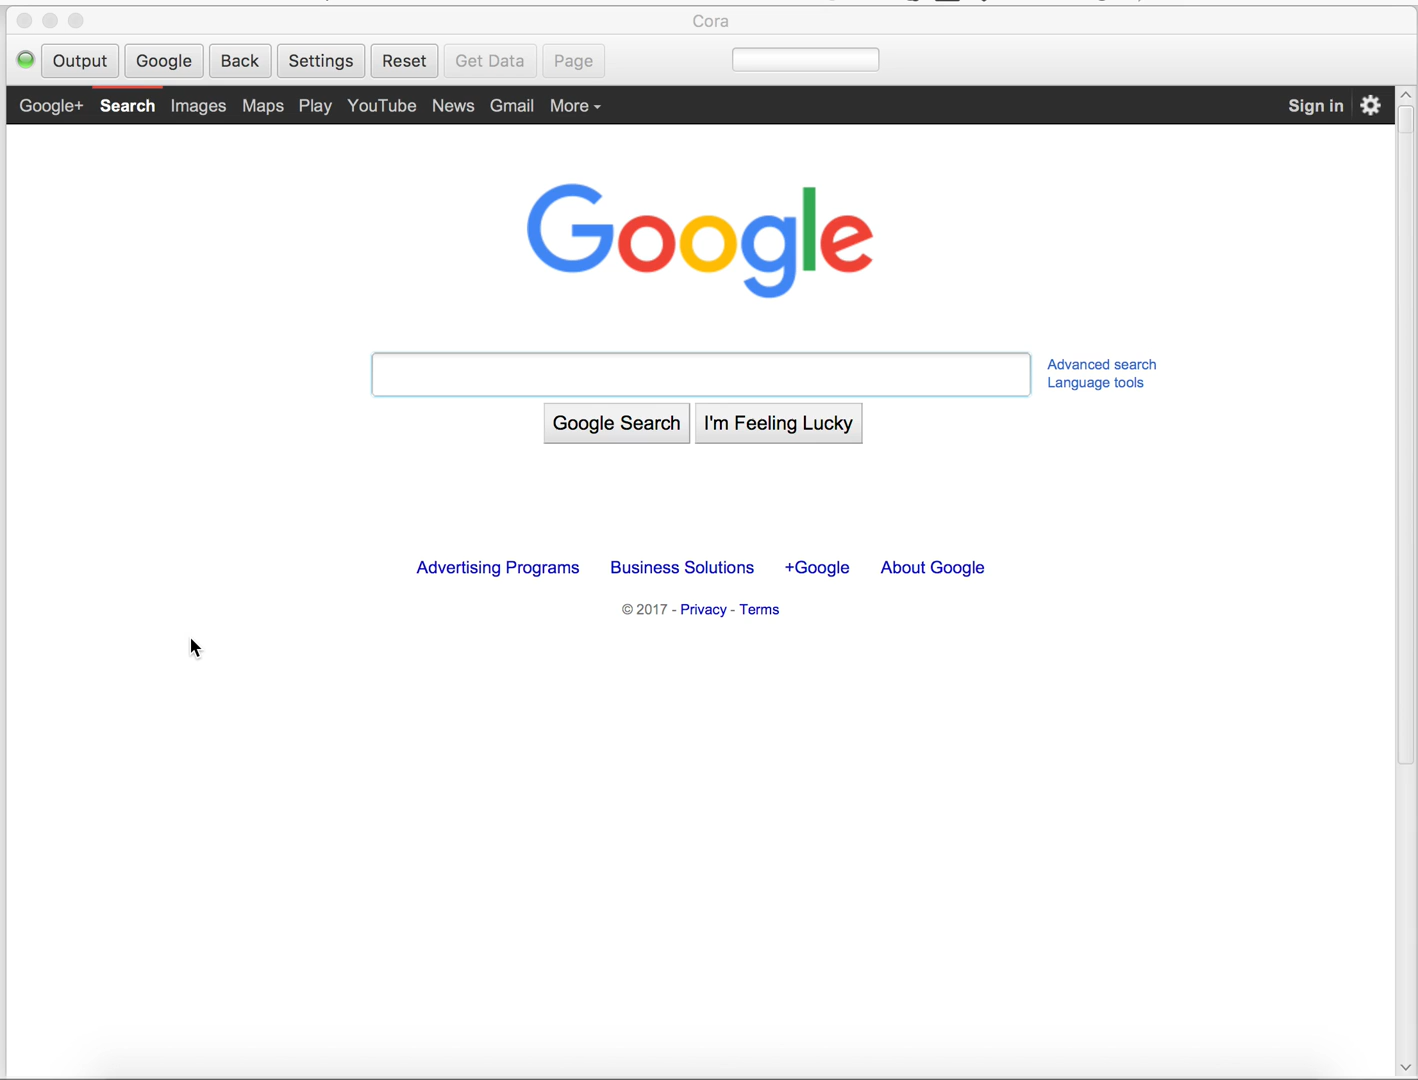 Cora
Output Google Back Settings Reset Get Data Page
Google+ Search Images Maps Play YouTube News Gmail More Sign in
Google
Advanced search
Language tools
Google Search I'm Feeling Lucky
Advertising Programs Business Solutions +Google About Google
© 2017 - Privacy - Terms